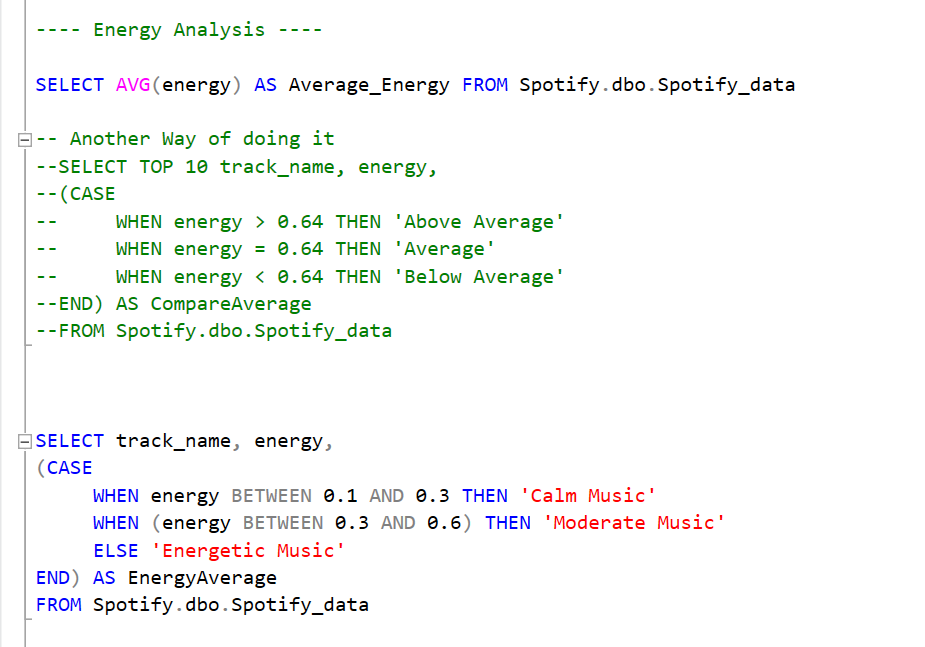 ---- Energy Analysis ----
SELECT AVG(energy) AS Average_Energy FROM Spotify.dbo.Spotify_data
-- Another Way of doing it
--SELECT TOP 10 track_name, energy,
--(CASE
--     WHEN energy > 0.64 THEN 'Above Average'
--     WHEN energy = 0.64 THEN 'Average'
--     WHEN energy < 0.64 THEN 'Below Average'
--END) AS CompareAverage
--FROM Spotify.dbo.Spotify_data
SELECT track_name, energy,
(CASE
     WHEN energy BETWEEN 0.1 AND 0.3 THEN 'Calm Music'
     WHEN (energy BETWEEN 0.3 AND 0.6) THEN 'Moderate Music'
     ELSE 'Energetic Music'
END) AS EnergyAverage
FROM Spotify.dbo.Spotify_data